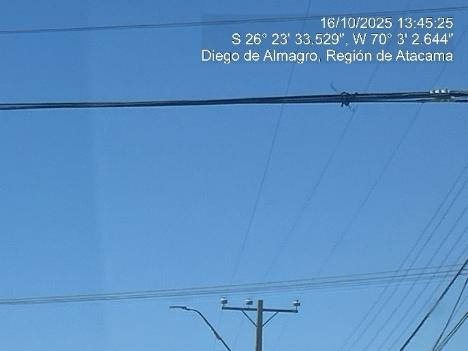 16/10/2025 13:45:25
S 26° 23' 33.529", W 70° 3' 2.644"
Diego de Almagro, Región de Atacama